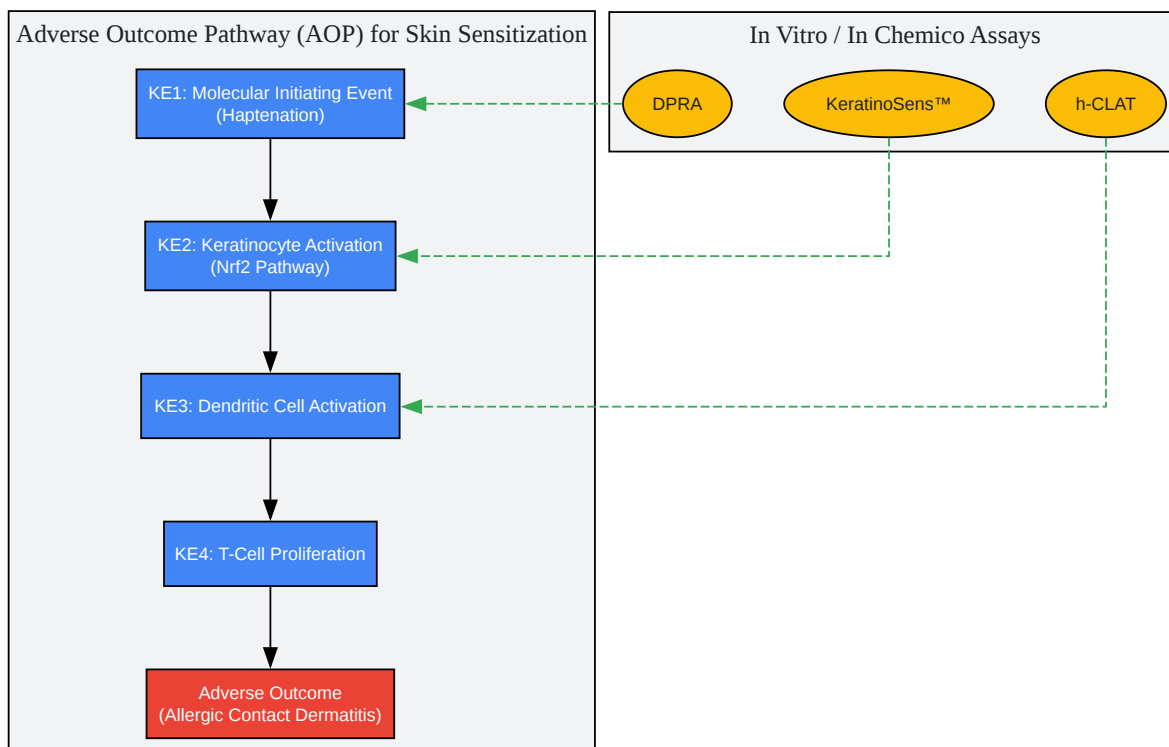 Adverse Outcome Pathway (AOP) for Skin Sensitization
KE1: Molecular Initiating Event
(Haptenation)
KE2: Keratinocyte Activation
(Nrf2 Pathway)
KE3: Dendritic Cell Activation
KE4: T-Cell Proliferation
Adverse Outcome
(Allergic Contact Dermatitis)
In Vitro / In Chemico Assays
DPRA
KeratinoSens™
h-CLAT